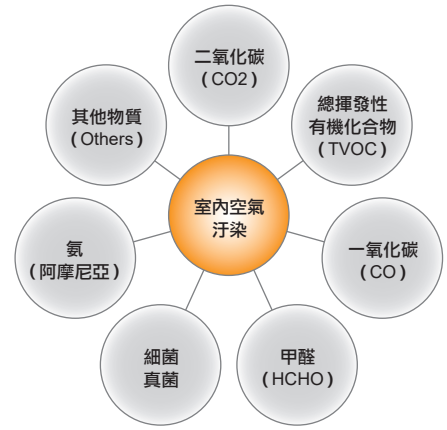 二氧化碳
（CO2）
總揮發性
有機化合物
（TVOC）
一氧化碳
（CO）
甲醛
（HCHO）
細菌
真菌
氨
（阿摩尼亞）
其他物質
（Others）
室內空氣
汙染